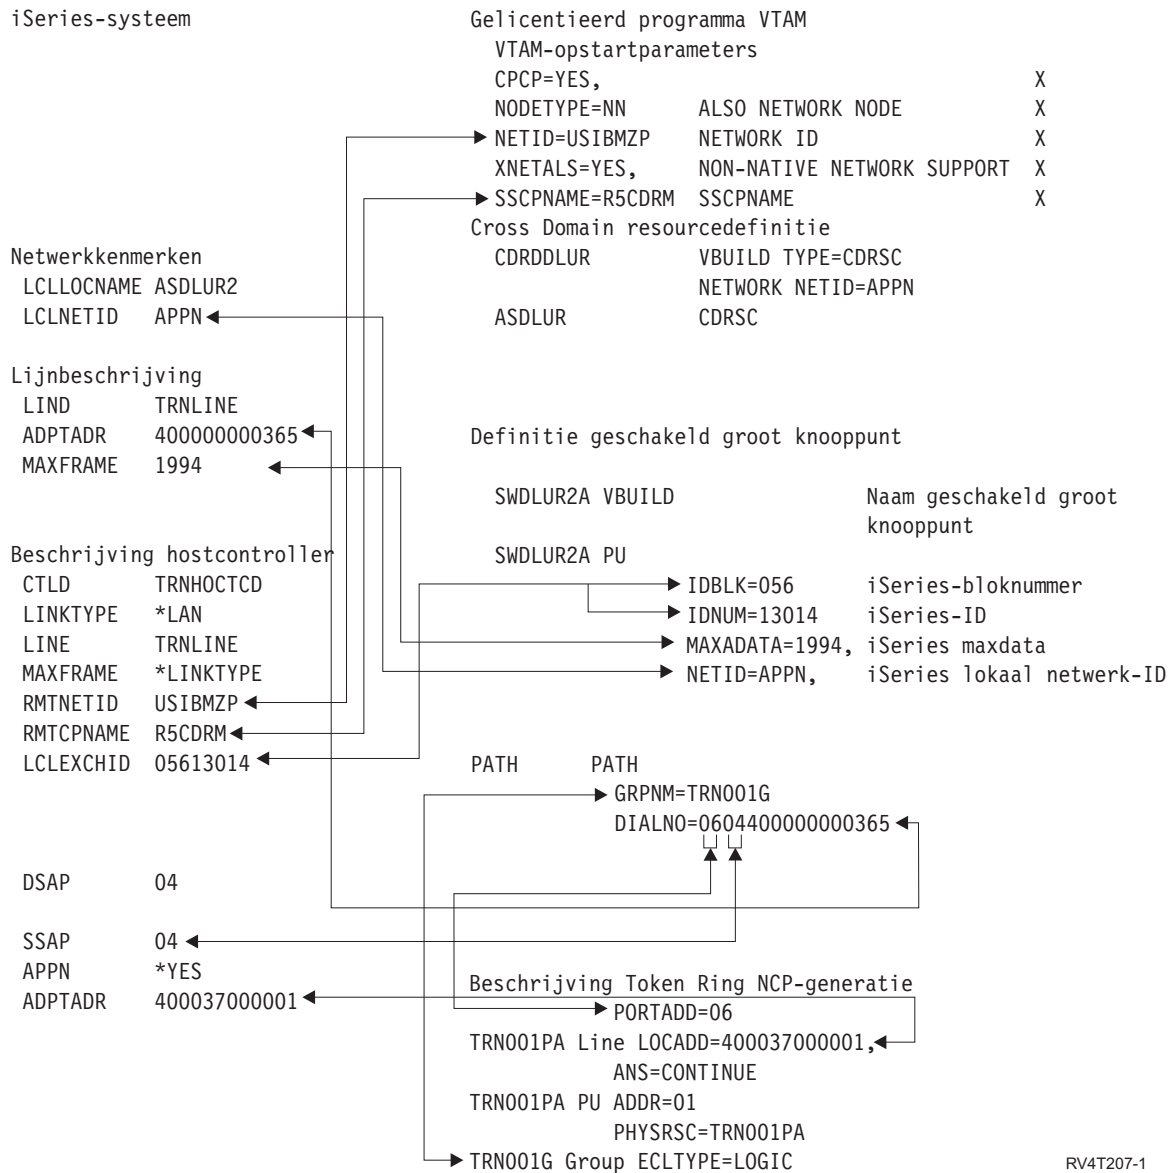 iSeries-systeem
Gelicentieerd programma VTAM
VTAM-opstartparameters
CPCP=YES, X
NODETYPE=NN ALSO NETWORK NODE X
NETID=USIBMZP NETWORK ID X
XNETALS=YES, NON-NATIVE NETWORK SUPPORT X
SSCPNAME=R5CDRM SSCPNAME X
Cross Domain resourcedefinitie
CDRDDLUR VBUILD TYPE=CDRSC
NETWORK NETID=APPN
ASDLUR CDRSC
Netwerkkenmerken
LCLLOCNAME ASDLUR2
LCLNETID APPN
Lijnbeschrijving
LIND TRNLINE
ADPTADR 400000000365
MAXFRAME 1994
Definitie geschakeld groot knooppunt
SWDLUR2A VBUILD Naam geschakeld groot
knooppunt
SWDLUR2A PU
IDBLK=056 iSeries-bloknummer
IDNUM=13014 iSeries-ID
MAXADATA=1994, iSeries maxdata
NETID=APPN, iSeries lokaal netwerk-ID
Beschrijving hostcontroller
CTLD TRNHOCTCD
LINKTYPE *LAN
LINE TRNLINE
MAXFRAME *LINKTYPE
RMTNETID USIBMZP
RMTCPNAME R5CDRM
LCLEXCHID 05613014
PATH PATH
GRPNM=TRN001G
DIALNO=0604400000000365
DSAP 04
SSAP 04
APPN *YES
ADPTADR 400037000001
Beschrijving Token Ring NCP-generatie
PORTADD=06
TRN001PA Line LOCADD=400037000001,
ANS=CONTINUE
TRN001PA PU ADDR=01
PHYSRSC=TRN001PA
TRN001G Group ECLTYPE=LOGIC
RV4T207-1